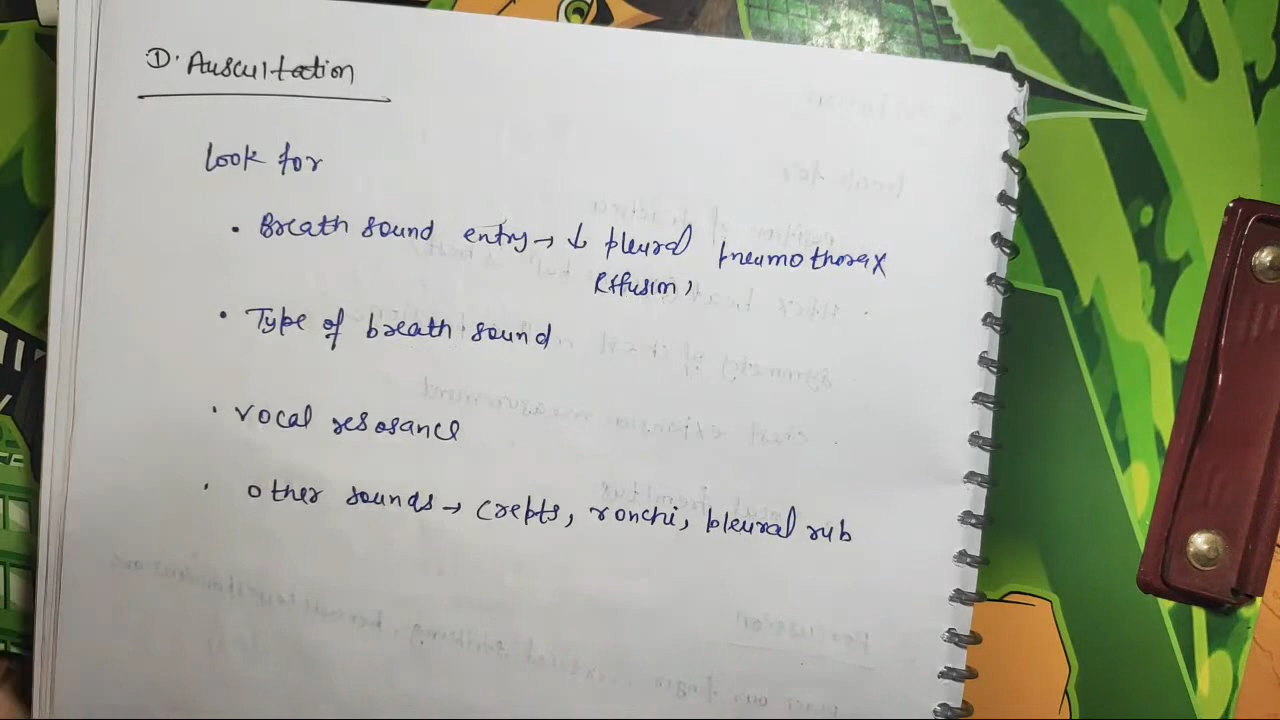 D. Auscultation
Look for
• Breath sound entry → ↓ pleural pneumothorax
Effusion,
• Type of breath sound
• vocal resosance
• other sounds → crepts, ronchi, pleural rub